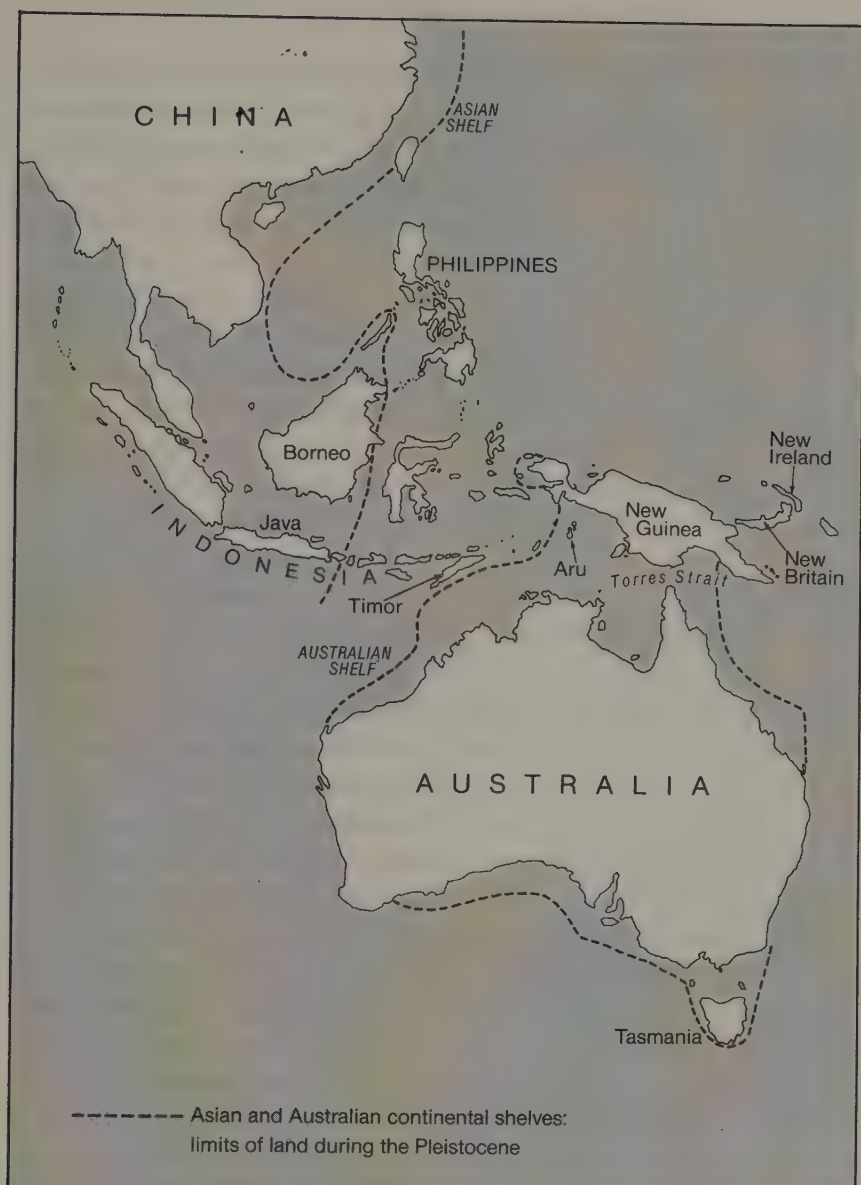 CHINA
ASIAN
SHELF
PHILIPPINES
Borneo
New
Ireland
Java
New
Guinea
INDONESIA
Aru
New
Britain
Timor
Torres Strait
AUSTRALIAN
SHELF
AUSTRALIA
Tasmania
Asian and Australian continental shelves:
limits of land during the Pleistocene